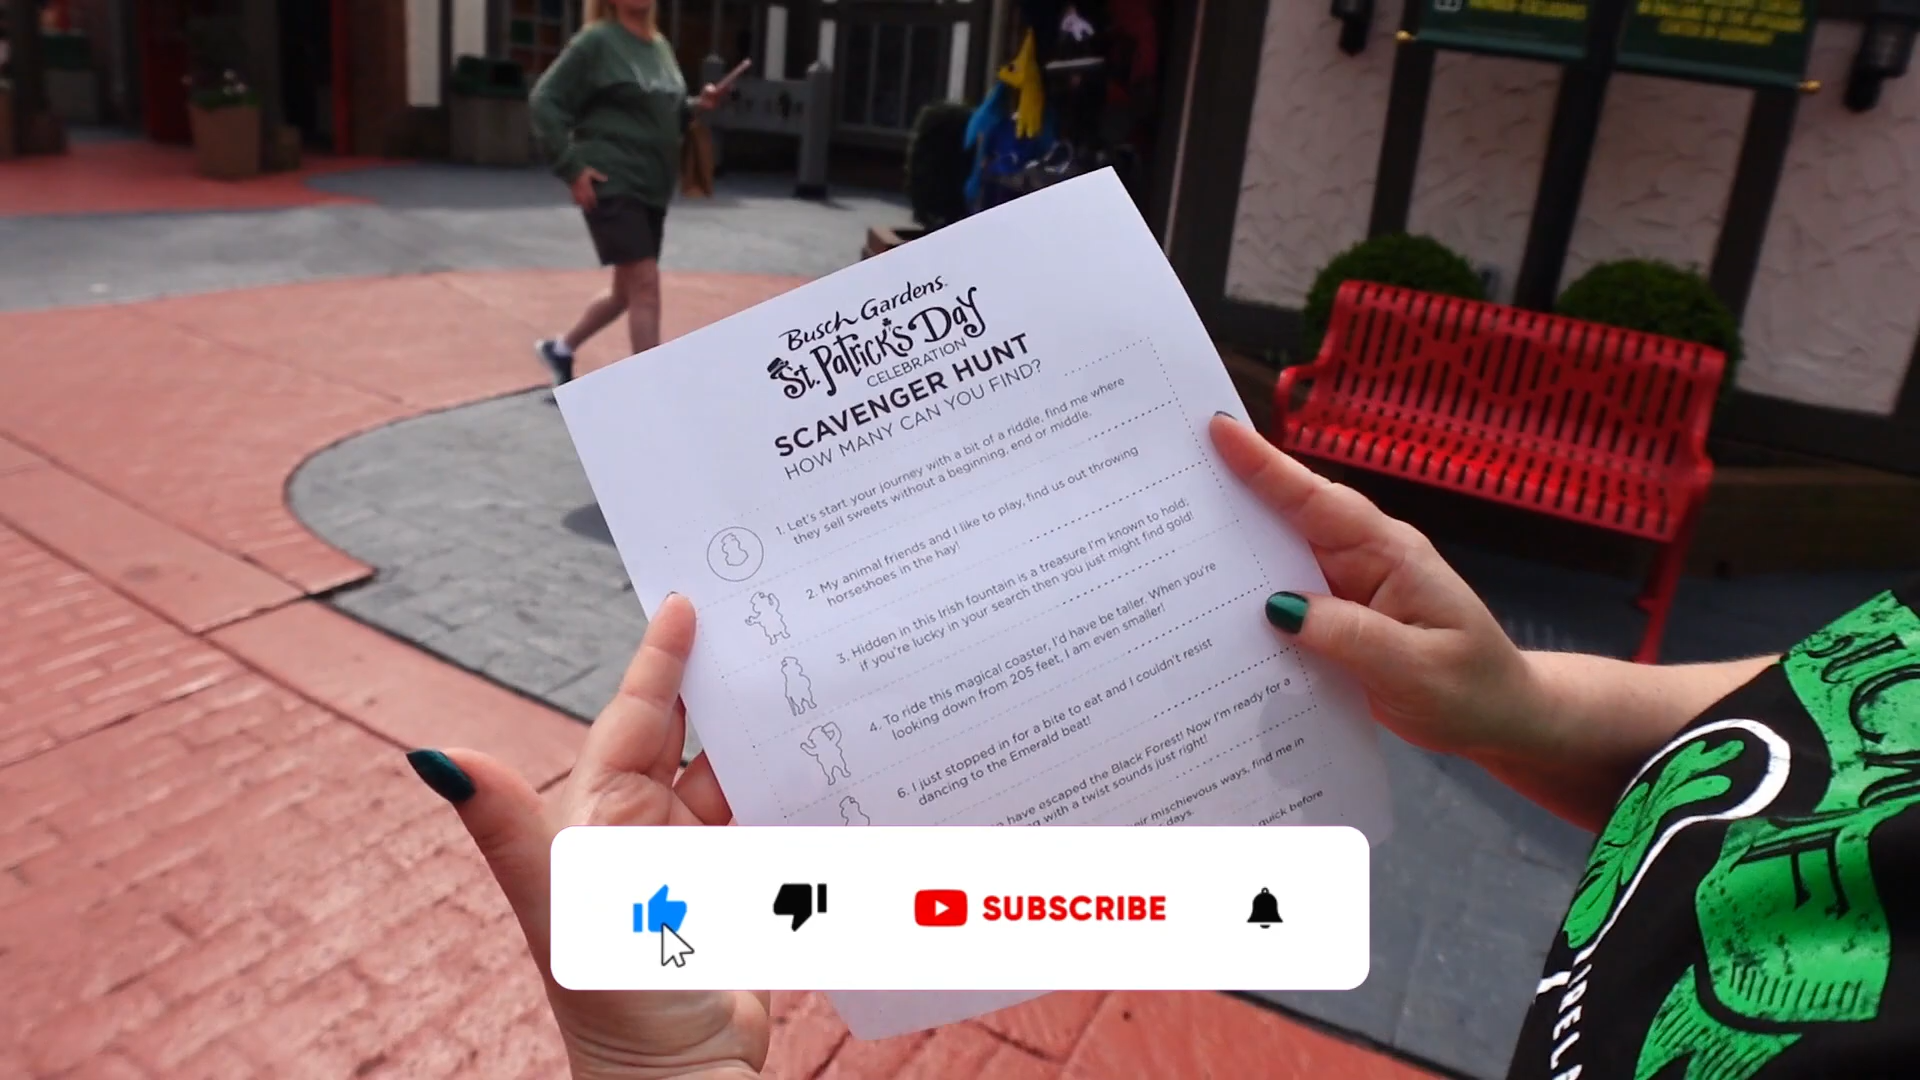 Busch Gardens.
St. Patrick's Day
CELEBRATION
SCAVENGER HUNT
HOW MANY CAN YOU FIND?
1. Let's start your journey with a bit of a riddle, find me where
they sell sweets without a beginning, end or middle.
2. My animal friends and I like to play, find us out throwing
horseshoes in the hay!
3. Hidden in this Irish fountain is a treasure I'm known to hold;
if you're lucky in your search then you just might find gold!
4. To ride this magical coaster, I'd have be taller. When you're
looking down from 205 feet, I am even smaller!
6. I just stopped in for a bite to eat and I couldn't resist
dancing to the Emerald beat!
have escaped the Black Forest! Now I'm ready for a
with a twist sounds just right!
mischievous ways, find me in
days.
quick before
SUBSCRIBE